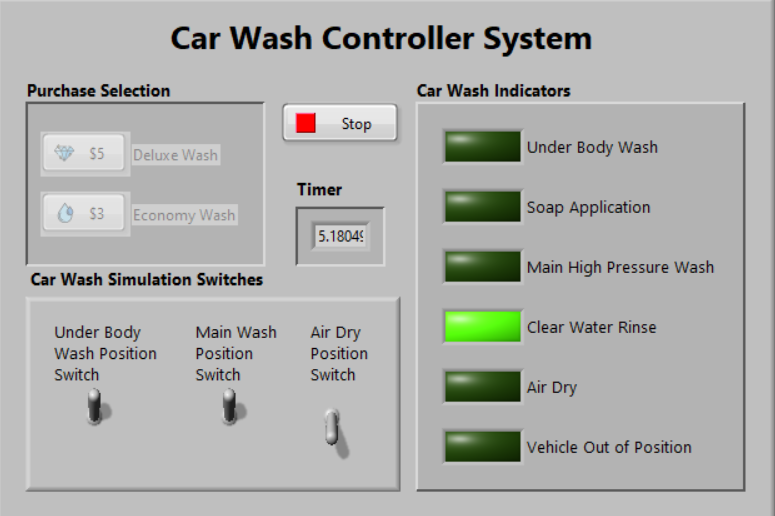 Car Wash Controller System
Purchase Selection
$5
Deluxe Wash
$3
Economy Wash
Stop
Timer
5.18049
Car Wash Simulation Switches
Under Body
Wash Position
Switch
Main Wash
Position
Switch
Air Dry
Position
Switch
Car Wash Indicators
Under Body Wash
Soap Application
Main High Pressure Wash
Clear Water Rinse
Air Dry
Vehicle Out of Position